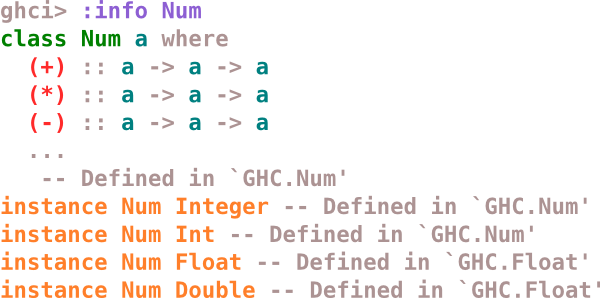 ghci> :info Num
class Num a where
  (+) :: a -> a -> a
  (*) :: a -> a -> a
  (-) :: a -> a -> a
  ...
   -- Defined in `GHC.Num'
instance Num Integer -- Defined in `GHC.Num'
instance Num Int -- Defined in `GHC.Num'
instance Num Float -- Defined in `GHC.Float'
instance Num Double -- Defined in `GHC.Float'